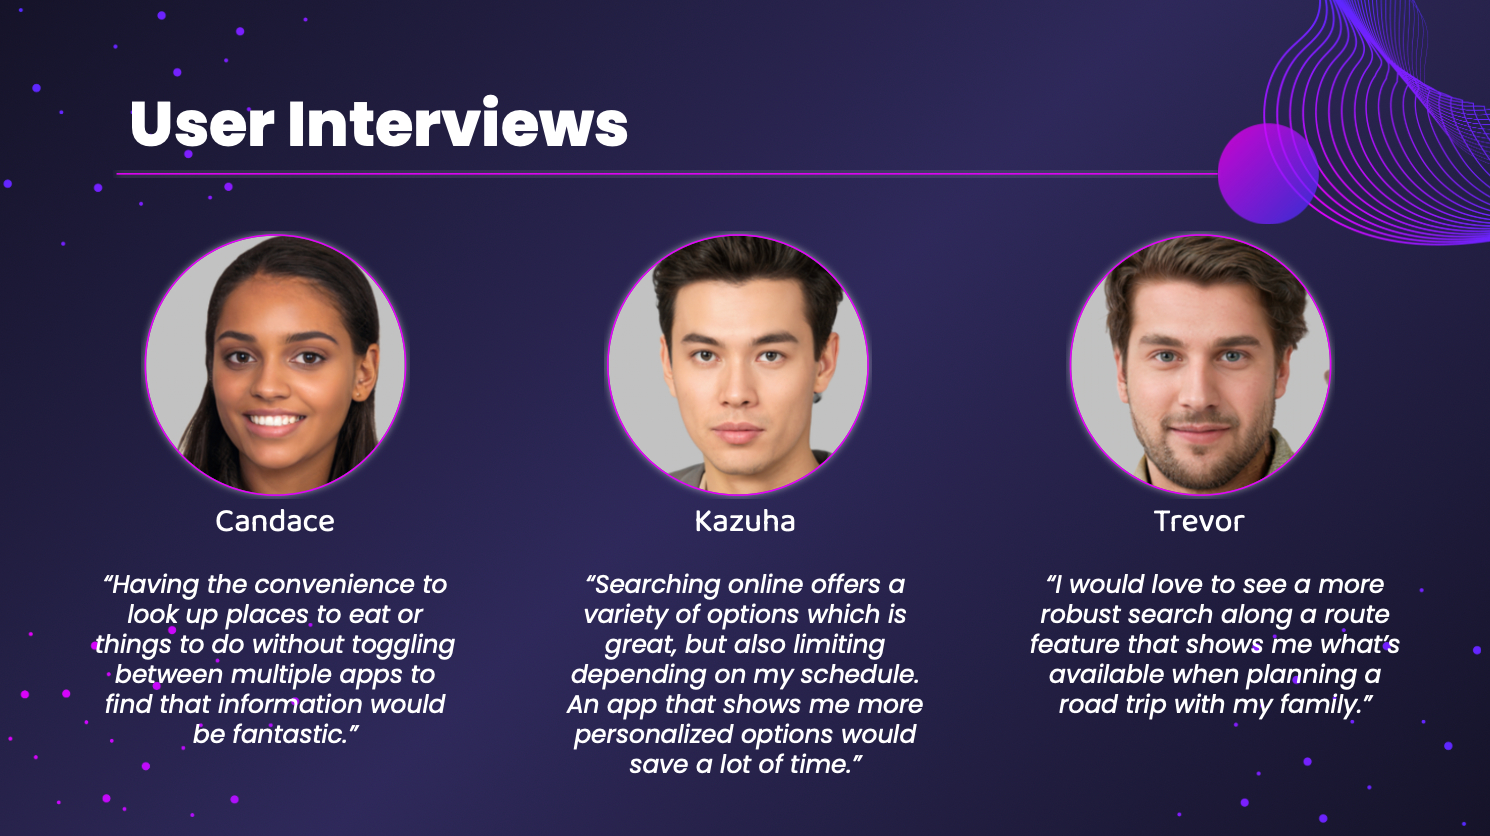 User Interviews
Candace
“Having the convenience to
look up places to eat or
things to do without toggling
between multiple apps to
find that information would
be fantastic.”
Kazuha
“Searching online offers a
variety of options which is
great, but also limiting
depending on my schedule.
An app that shows me more
personalized options would
save a lot of time.”
Trevor
“I would love to see a more
robust search along a route
feature that shows me what’s
available when planning a
road trip with my family.”